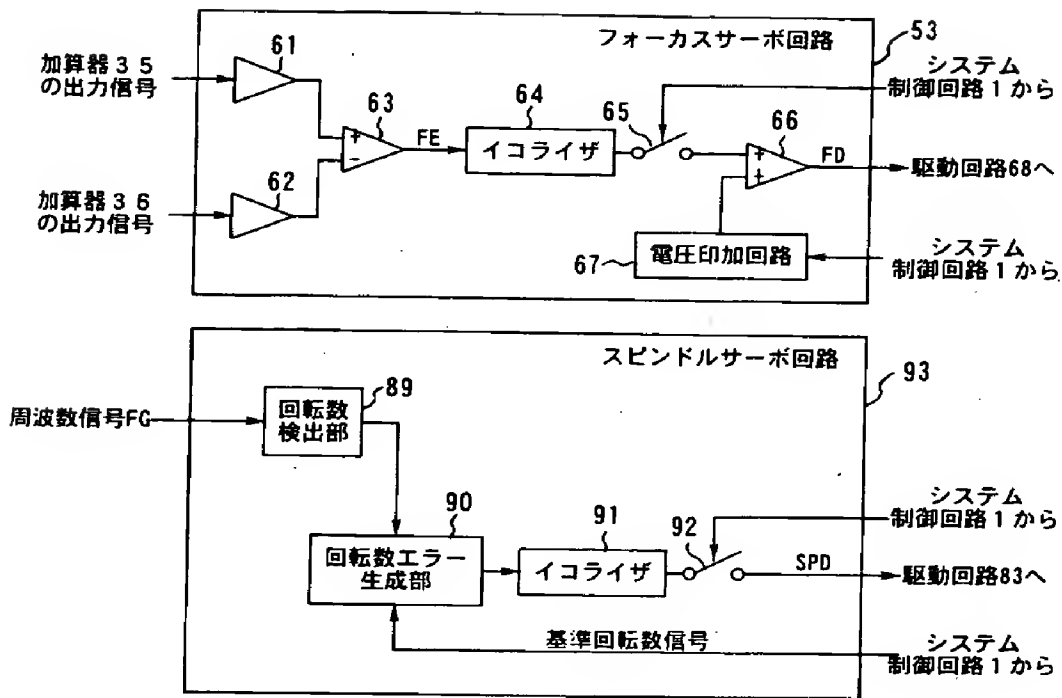 フォーカスサーボ回路
53
加算器35
の出力信号
61
63
FE
64
イコライザ
65
システム
制御回路1から
66
FD
駆動回路68へ
加算器36
の出力信号
62
67
電圧印加回路
システム
制御回路1から
スピンドルサーボ回路
93
周波数信号FG
89
回転数
検出部
90
回転数エラー
生成部
91
イコライザ
92
システム
制御回路1から
SPD
駆動回路83へ
基準回転数信号
システム
制御回路1から